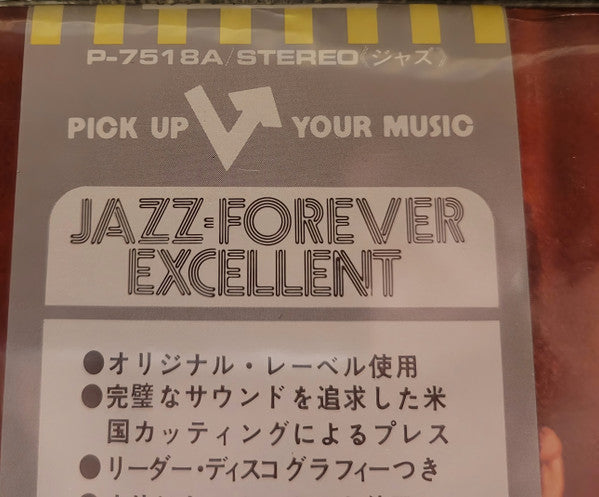 P-7518A/STEREO《ジャズ》
PICK UP YOUR MUSIC
JAZZ-FOREVER
EXCELLENT
●オリジナル・レーベル使用
●完璧なサウンドを追求した米
国カッティングによるプレス
●リーダー・ディスコグラフィーつき